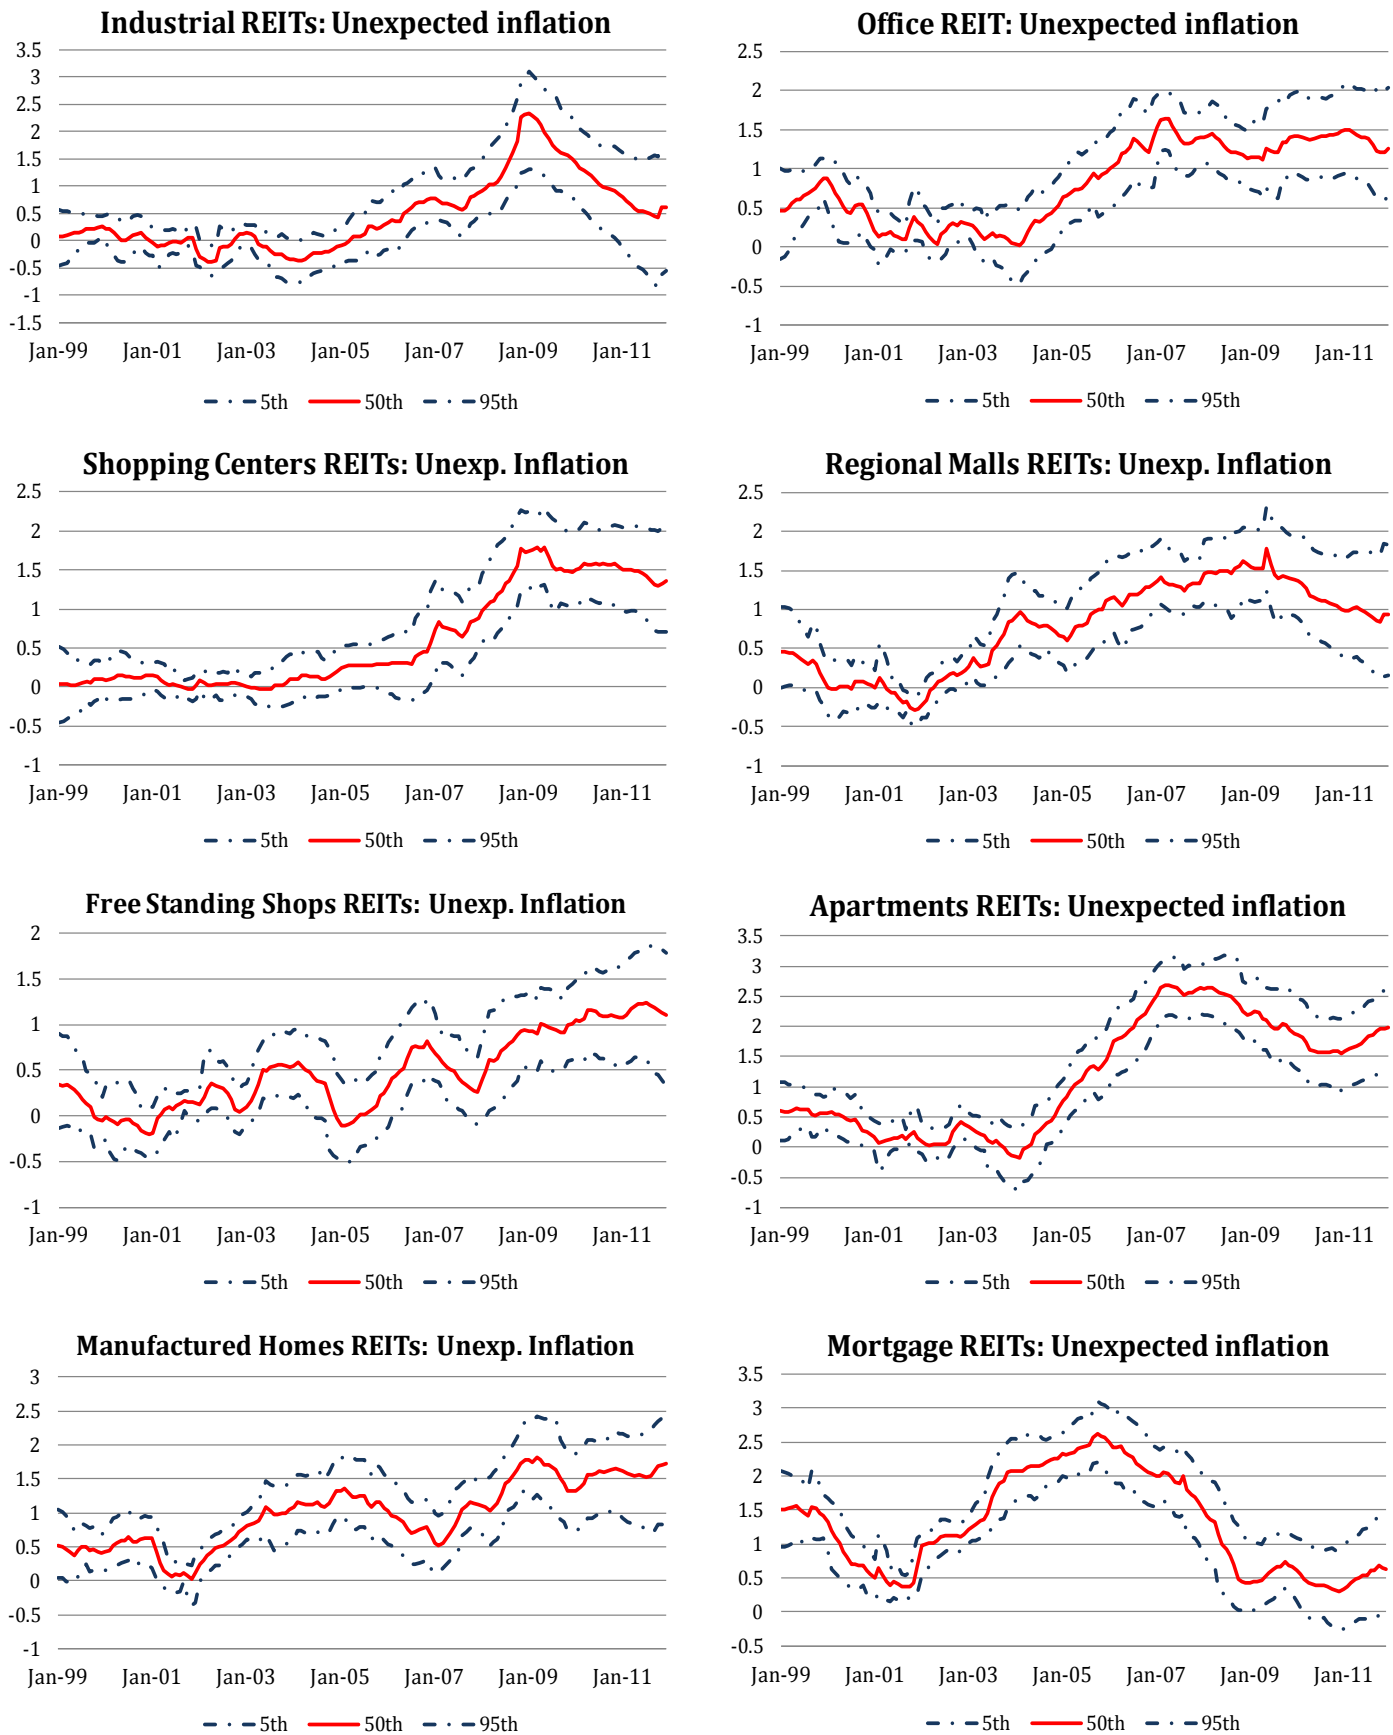 Industrial REITs: Unexpected inflation
3.5
3
2.5
2
1.5
1
0.5
0
-0.5
-1
-1.5
Jan-99 Jan-01 Jan-03 Jan-05 Jan-07 Jan-09 Jan-11
5th 50th 95th
Office REIT: Unexpected inflation
2.5
2
1.5
1
0.5
0
-0.5
-1
Jan-99 Jan-01 Jan-03 Jan-05 Jan-07 Jan-09 Jan-11
5th 50th 95th
Shopping Centers REITs: Unexp. Inflation
2.5
2
1.5
1
0.5
0
-0.5
-1
Jan-99 Jan-01 Jan-03 Jan-05 Jan-07 Jan-09 Jan-11
5th 50th 95th
Regional Malls REITs: Unexp. Inflation
2.5
2
1.5
1
0.5
0
-0.5
-1
Jan-99 Jan-01 Jan-03 Jan-05 Jan-07 Jan-09 Jan-11
5th 50th 95th
Free Standing Shops REITs: Unexp. Inflation
2
1.5
1
0.5
0
-0.5
-1
Jan-99 Jan-01 Jan-03 Jan-05 Jan-07 Jan-09 Jan-11
5th 50th 95th
Apartments REITs: Unexpected inflation
3.5
3
2.5
2
1.5
1
0.5
0
-0.5
-1
Jan-99 Jan-01 Jan-03 Jan-05 Jan-07 Jan-09 Jan-11
5th 50th 95th
Manufactured Homes REITs: Unexp. Inflation
3
2.5
2
1.5
1
0.5
0
-0.5
-1
Jan-99 Jan-01 Jan-03 Jan-05 Jan-07 Jan-09 Jan-11
5th 50th 95th
Mortgage REITs: Unexpected inflation
3.5
3
2.5
2
1.5
1
0.5
0
-0.5
Jan-99 Jan-01 Jan-03 Jan-05 Jan-07 Jan-09 Jan-11
5th 50th 95th